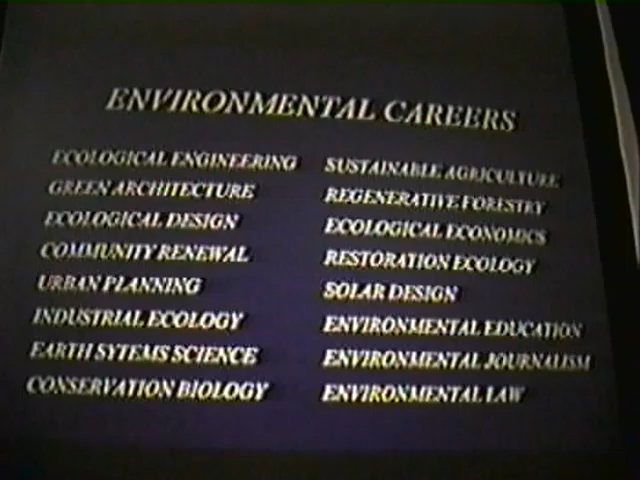 ENVIRONMENTAL CAREERS
ECOLOGICAL ENGINEERING
GREEN ARCHITECTURE
ECOLOGICAL DESIGN
COMMUNITY RENEWAL
URBAN PLANNING
INDUSTRIAL ECOLOGY
EARTH SYTEMS SCIENCE
CONSERVATION BIOLOGY
SUSTAINABLE AGRICULTURE
REGENERATIVE FORESTRY
ECOLOGICAL ECONOMICS
RESTORATION ECOLOGY
SOLAR DESIGN
ENVIRONMENTAL EDUCATION
ENVIRONMENTAL JOURNALISM
ENVIRONMENTAL LAW